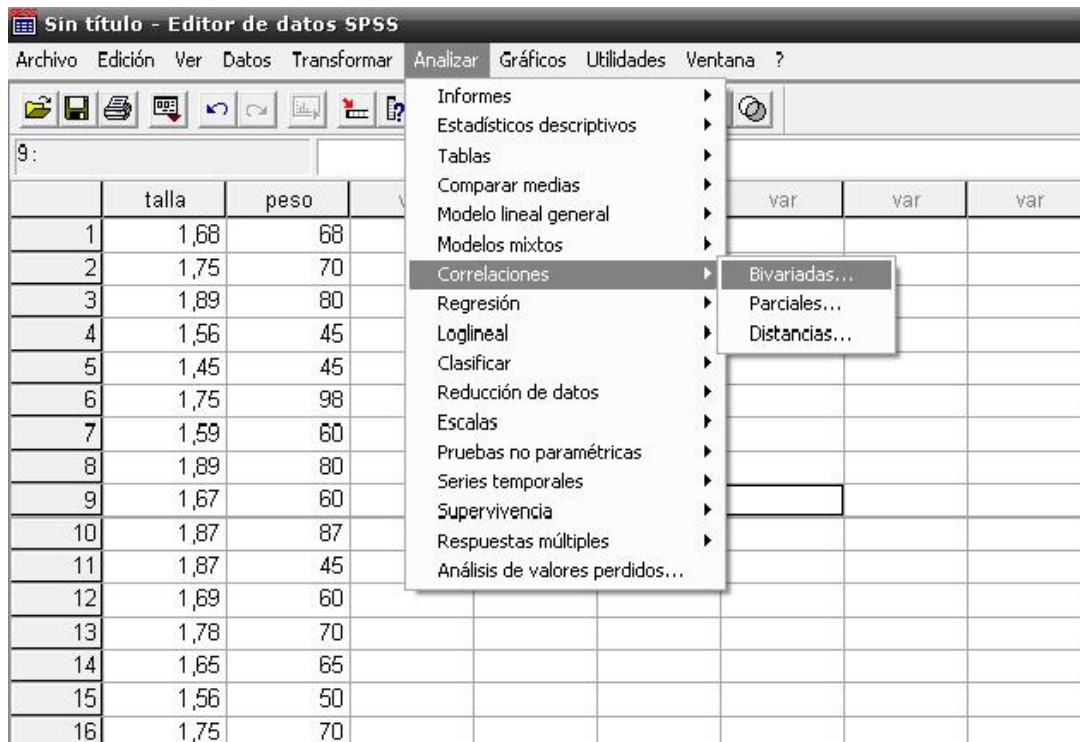 Sin título - Editor de datos SPSS
Archivo Edición Ver Datos Transformar Analizar Gráficos Utilidades Ventana ?
9:
talla peso var var var
1 1,68 68
2 1,75 70
3 1,89 80
4 1,56 45
5 1,45 45
6 1,75 98
7 1,59 60
8 1,89 80
9 1,67 60
10 1,87 87
11 1,87 45
12 1,69 60
13 1,78 70
14 1,65 65
15 1,56 50
16 1,75 70
Informes
Estadísticos descriptivos
Tablas
Comparar medias
Modelo lineal general
Modelos mixtos
Correlaciones
Regresión
Loglineal
Clasificar
Reducción de datos
Escalas
Pruebas no paramétricas
Series temporales
Supervivencia
Respuestas múltiples
Análisis de valores perdidos...
Bivariadas...
Parciales...
Distancias...